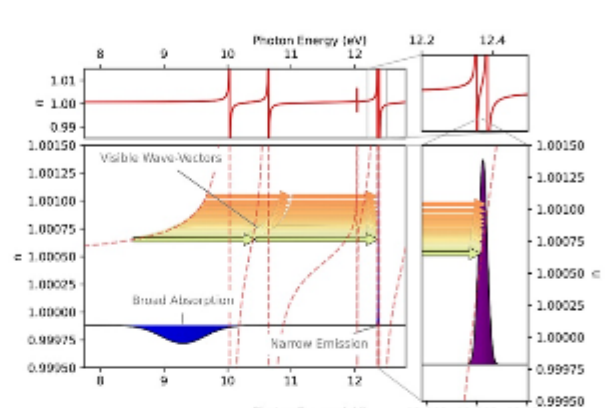 Photon Energy (eV)
8 9 10 11 12
12.2 12.4
1.01
1.00
0.99
n
1.00150
1.00125
1.00100
1.00075
1.00050
1.00025
1.00000
0.99975
0.99950
n
Visible Wave-Vectors
Broad Absorption
Narrow Emission
8 9 10 11 12
1.00150
1.00125
1.00100
1.00075
1.00050
1.00025
1.00000
0.99975
0.99950
n